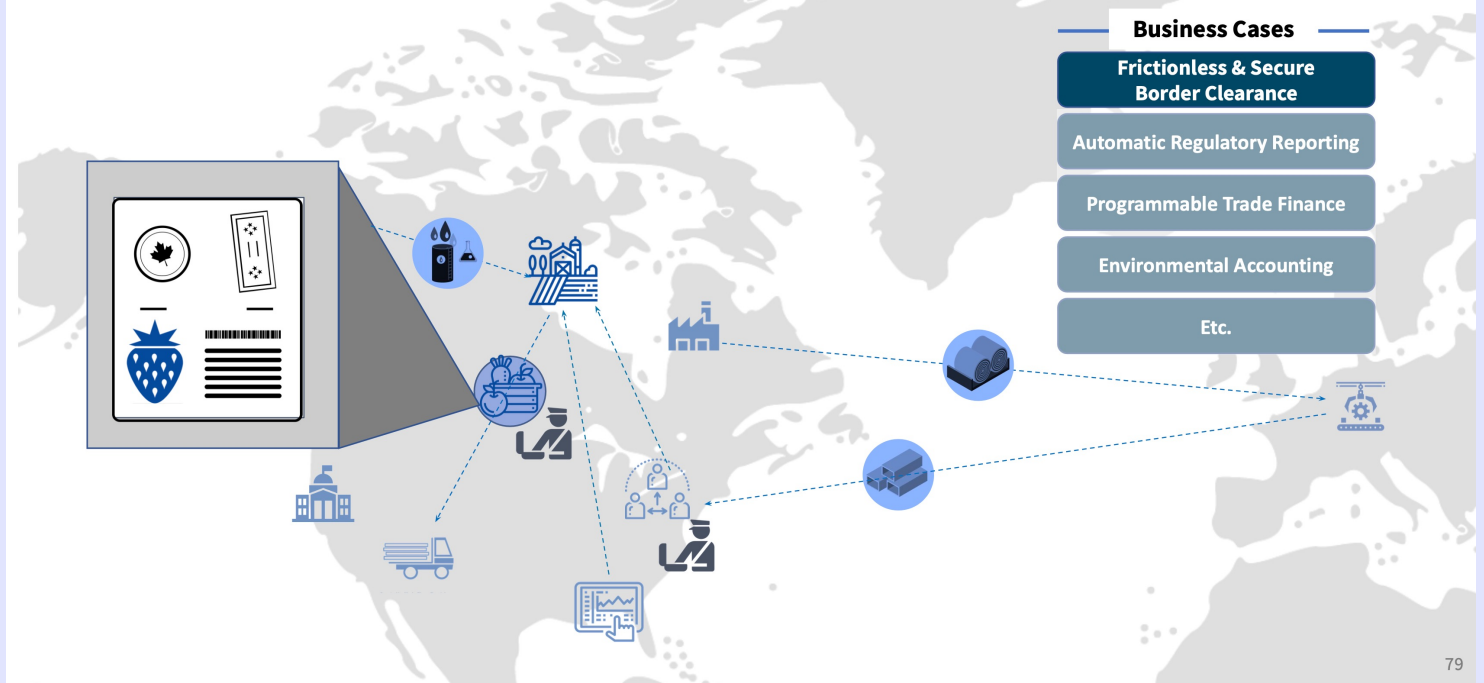 Business Cases
Frictionless & Secure
Border Clearance
Automatic Regulatory Reporting
Programmable Trade Finance
Environmental Accounting
Etc.
79